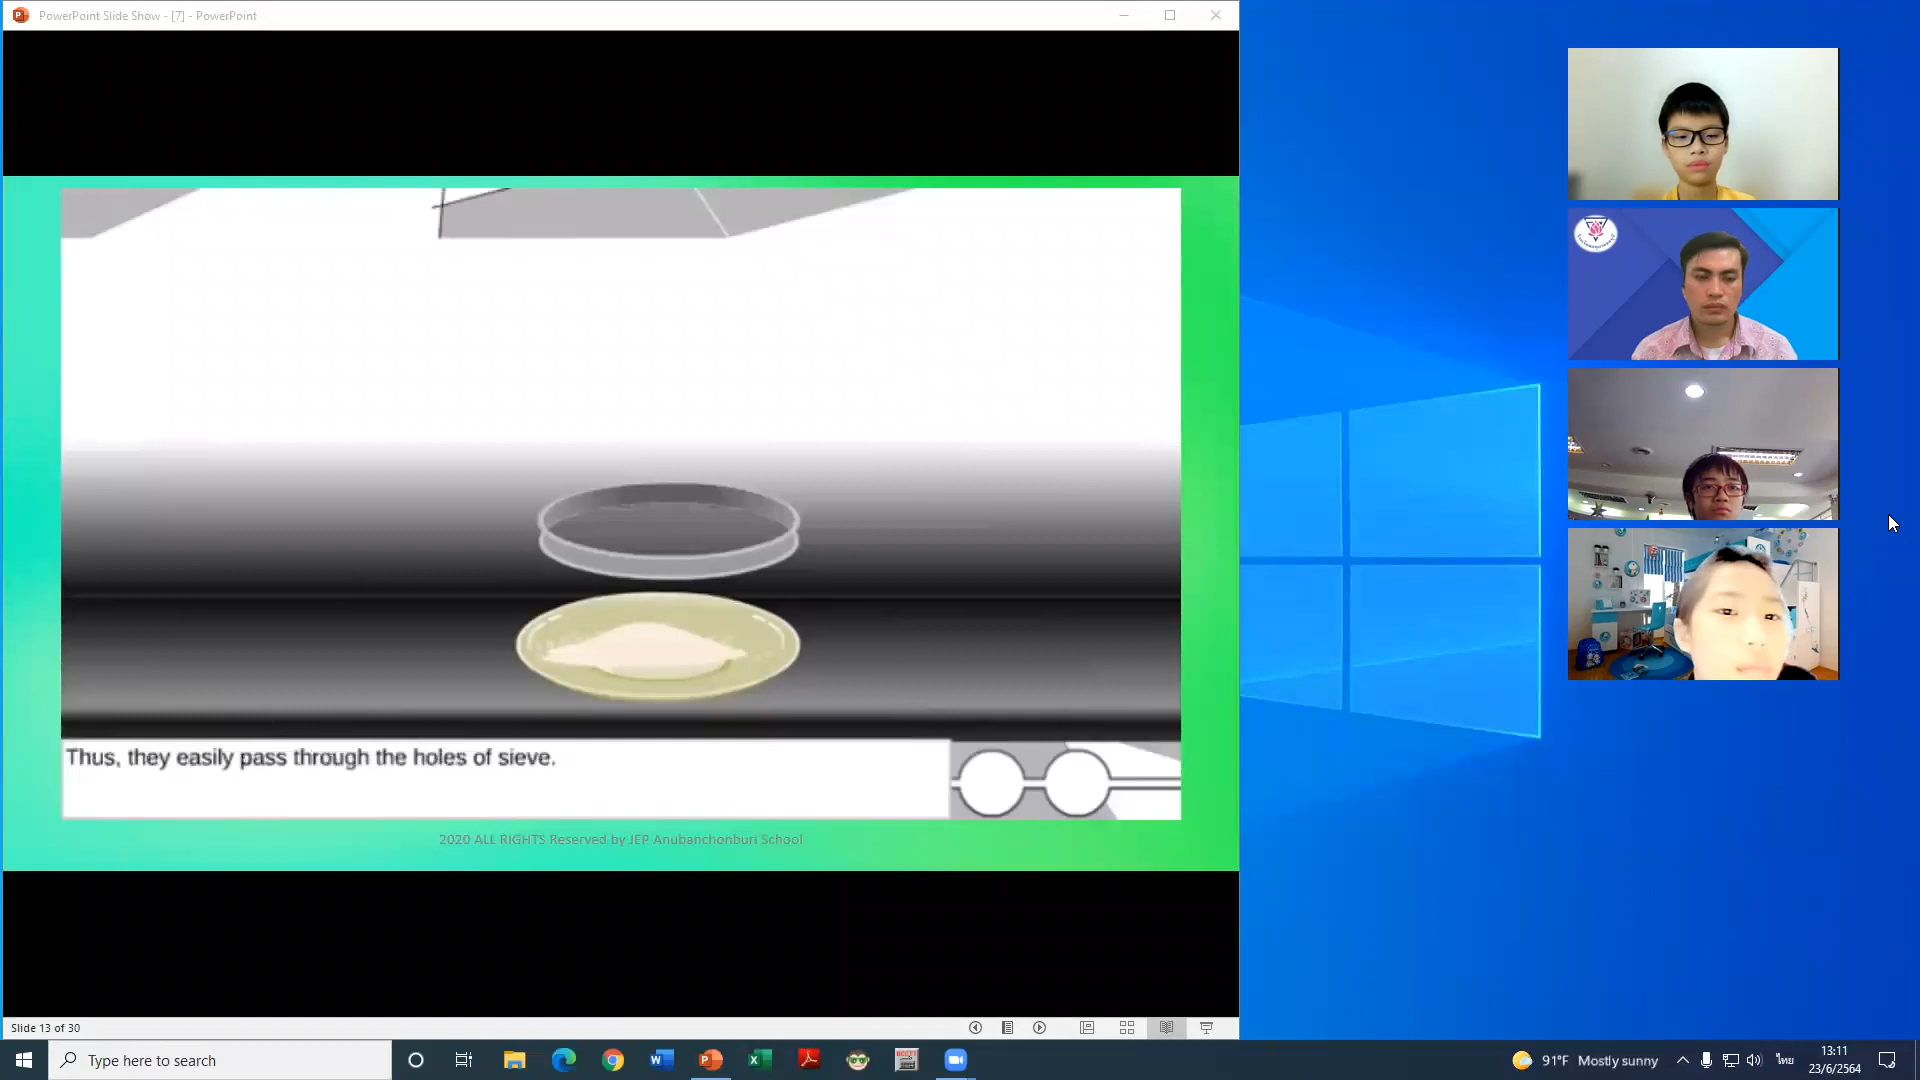 PowerPoint Slide Show - [7] - PowerPoint
Thus, they easily pass through the holes of sieve.
2020 ALL RIGHTS Reserved by JEP Anubanchonburi School
Slide 13 of 30
Type here to search
91°F Mostly sunny
ไทย
13:11
23/6/2564